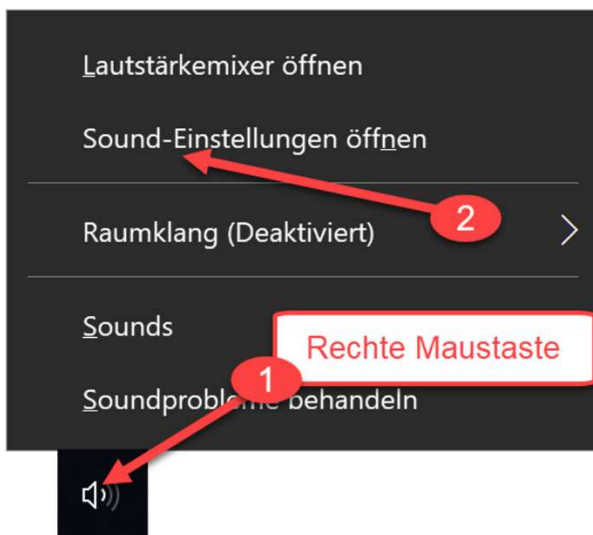 Lautstärkemixer öffnen
Sound-Einstellungen öffnen
2
Raumklang (Deaktiviert)
Sounds
Rechte Maustaste
1
Soundprobleme behandeln